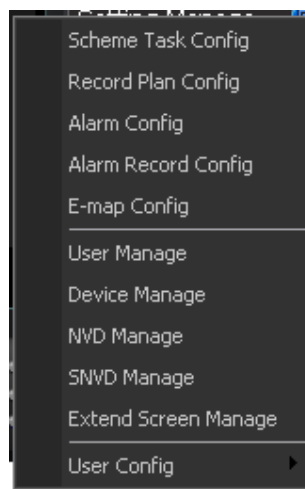 Scheme Task Config
Record Plan Config
Alarm Config
Alarm Record Config
E-map Config
User Manage
Device Manage
NVD Manage
SNVD Manage
Extend Screen Manage
User Config